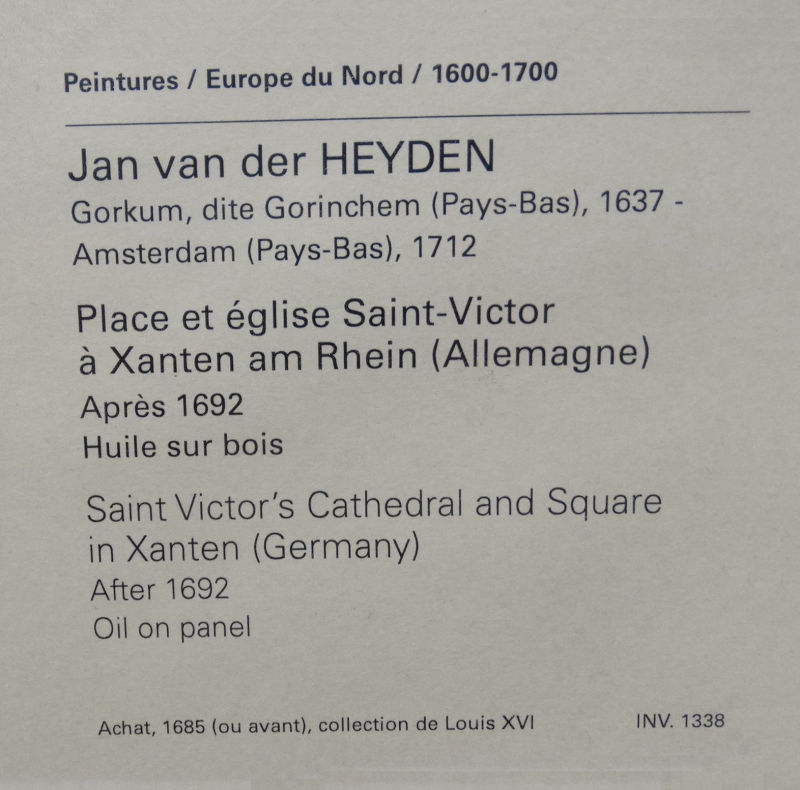 Peintures / Europe du Nord / 1600-1700
Jan van der HEYDEN
Gorkum, dite Gorinchem (Pays-Bas), 1637 -
Amsterdam (Pays-Bas), 1712
Place et église Saint-Victor
à Xanten am Rhein (Allemagne)
Après 1692
Huile sur bois
Saint Victor's Cathedral and Square
in Xanten (Germany)
After 1692
Oil on panel
Achat, 1685 (ou avant), collection de Louis XVI INV. 1338